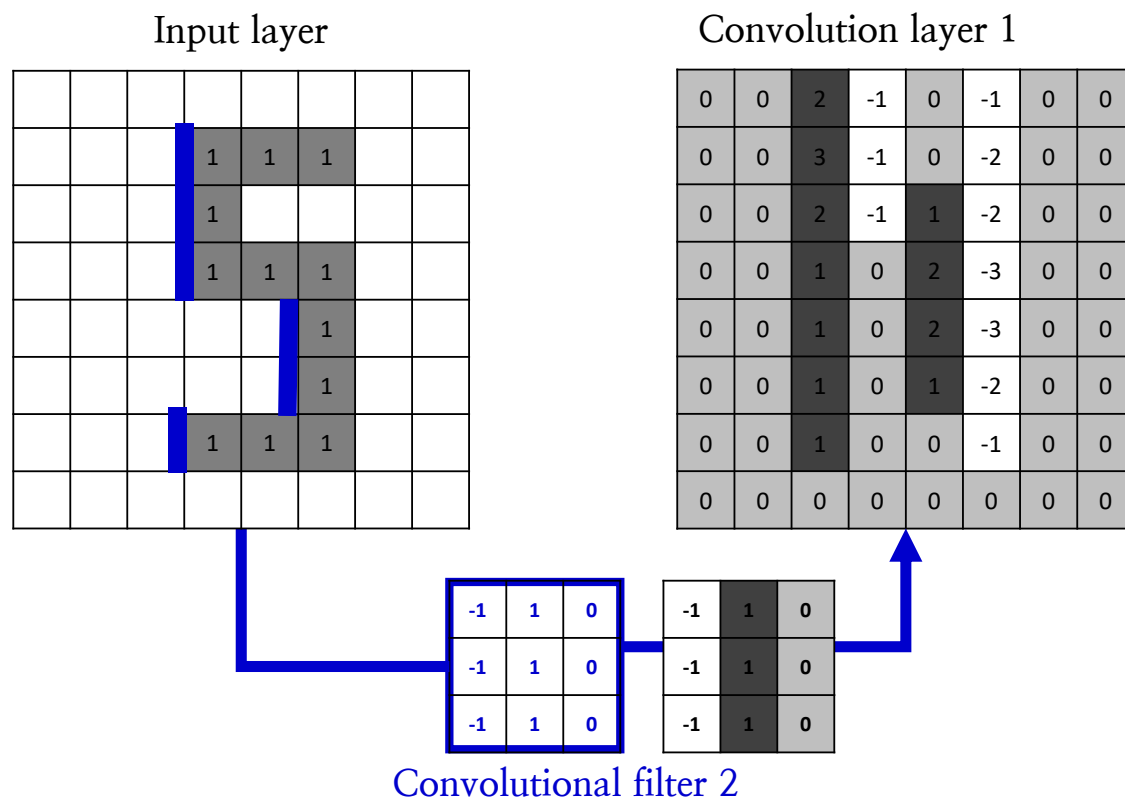 Input layer Convolution layer 1
0 0 2 -1 0 -1 0 0
1 1 1 0 0 3 -1 0 -2 0 0
1 0 0 2 -1 1 -2 0 0
1 1 1 0 0 1 0 2 -3 0 0
1 0 0 1 0 2 -3 0 0
1 0 0 1 0 1 -2 0 0
1 1 1 0 0 1 0 0 -1 0 0
0 0 0 0 0 0 0 0
-1 1 0 -1 1 0
-1 1 0 -1 1 0
-1 1 0 -1 1 0
Convolutional filter 2